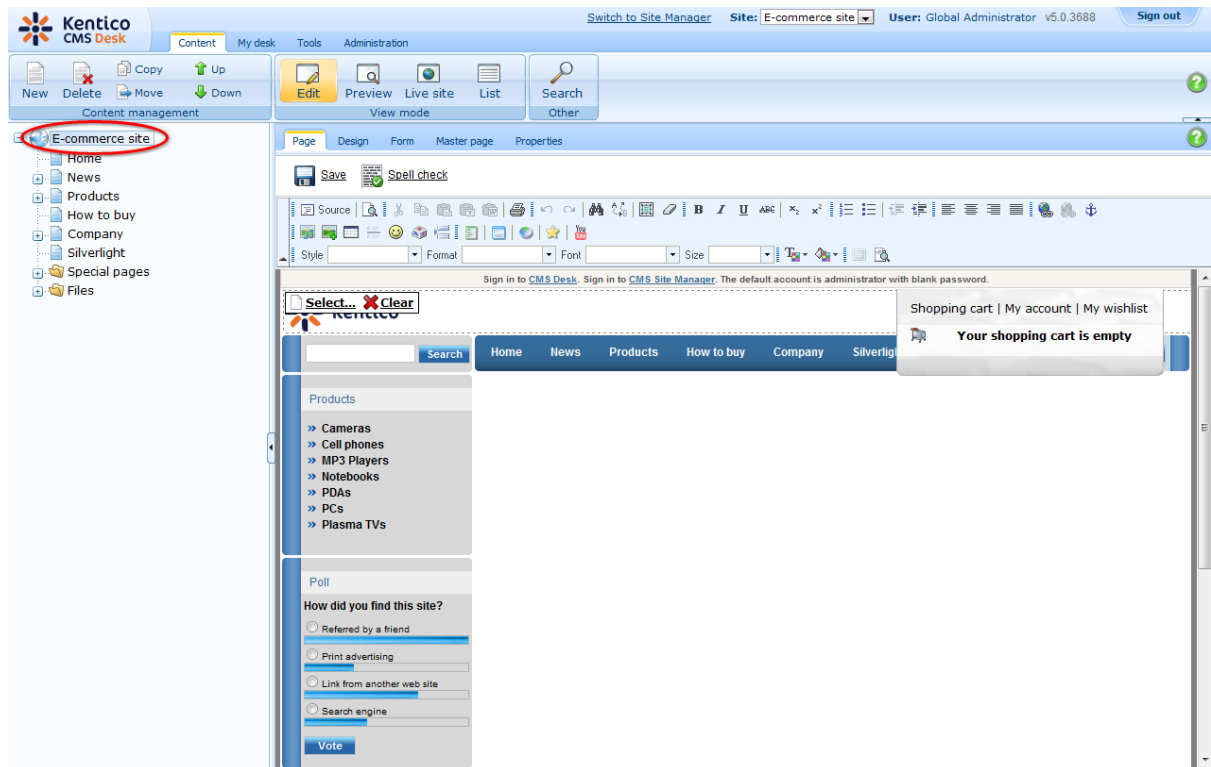 Kentico
CMS Desk
Switch to Site Manager Site: E-commerce site User: Global Administrator v5.0.3688 Sign out
Content My desk Tools Administration
New Delete Copy Move Up Down
Content management
Edit Preview Live site List
View mode
Search
Other
E-commerce site
Home
News
Products
How to buy
Company
Silverlight
Special pages
Files
Page Design Form Master page Properties
Save Spell check
Source B I U ABC x₂ x²
You
Style Format Font Size
Sign in to CMS Desk. Sign in to CMS Site Manager. The default account is administrator with blank password.
Select... Clear
Kentico
Shopping cart | My account | My wishlist
Your shopping cart is empty
Search Home News Products How to buy Company Silverlig
Products
» Cameras
» Cell phones
» MP3 Players
» Notebooks
» PDAs
» PCs
» Plasma TVs
Poll
How did you find this site?
Referred by a friend
Print advertising
Link from another web site
Search engine
Vote